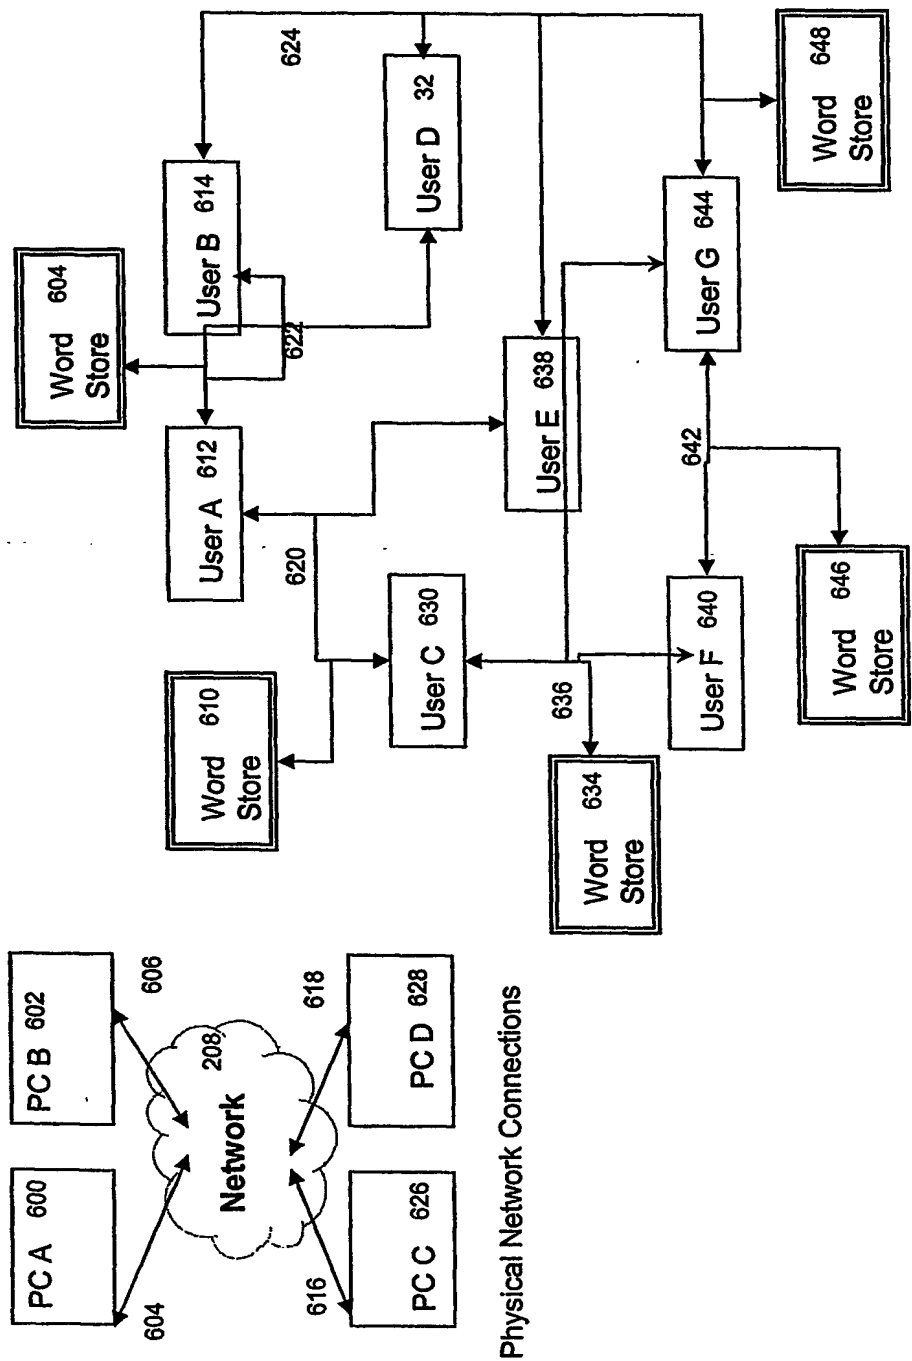 PC A 600
PC B 602
604
606
Network
208
616
618
PC C 626
PC D 628
Physical Network Connections
Word 604
Store
User A 612
User B 614
622
624
Word 610
Store
620
User C 630
User D 32
User E 638
636
Word 634
Store
User F 640
642
User G 644
Word 646
Store
Word 648
Store